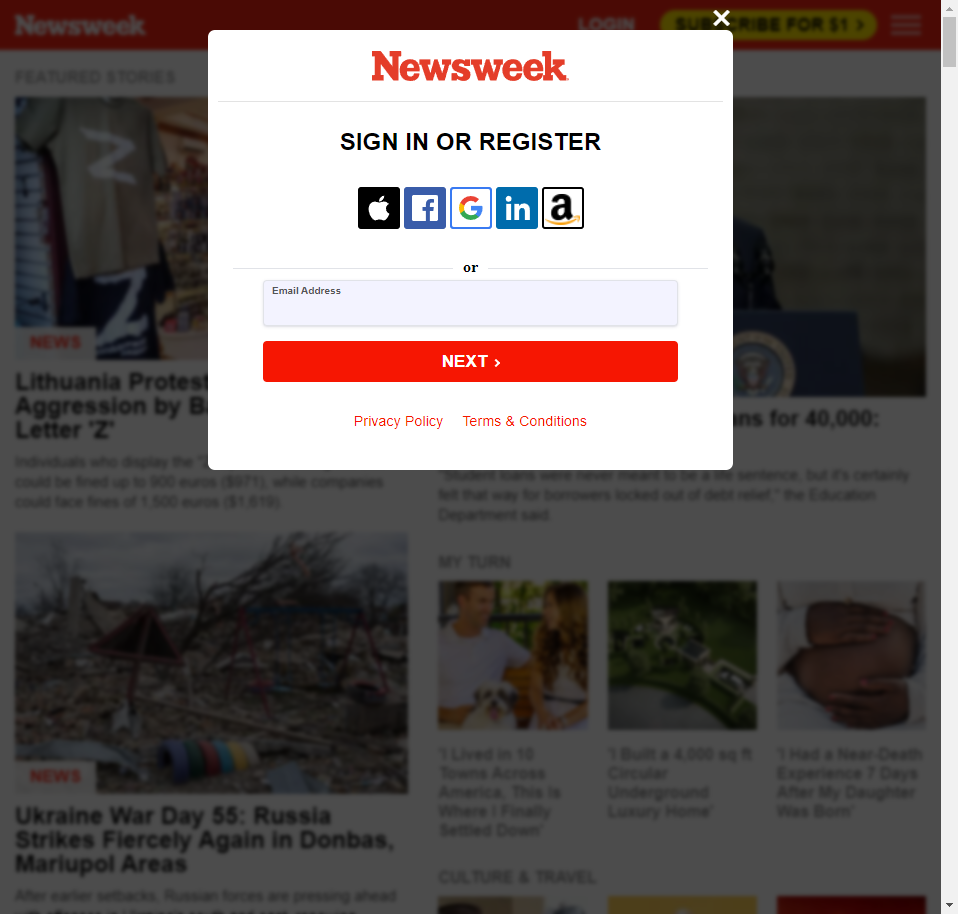 Newsweek
LOGIN
SUBSCRIBE FOR $1 >
FEATURED STORIES
Newsweek
SIGN IN OR REGISTER
or
Email Address
NEXT ›
Privacy Policy Terms & Conditions
NEWS
Lithuania Protest
Aggression by Ba
Letter 'Z'
Individuals who display the "Z
could be fined up to 900 euros ($971), while companies
could face fines of 1,500 euros ($1,619).
NEWS
Ukraine War Day 55: Russia
Strikes Fiercely Again in Donbas,
Mariupol Areas
After earlier setbacks, Russian forces are pressing ahead
ans for 40,000:
"Student loans were never meant to be a life sentence, but it's certainly
felt that way for borrowers locked out of debt relief," the Education
Department said.
MY TURN
'I Lived in 10
Towns Across
America, This Is
Where I Finally
Settled Down'
'I Built a 4,000 sq ft
Circular
Underground
Luxury Home'
'I Had a Near-Death
Experience 7 Days
After My Daughter
Was Born'
CULTURE & TRAVEL